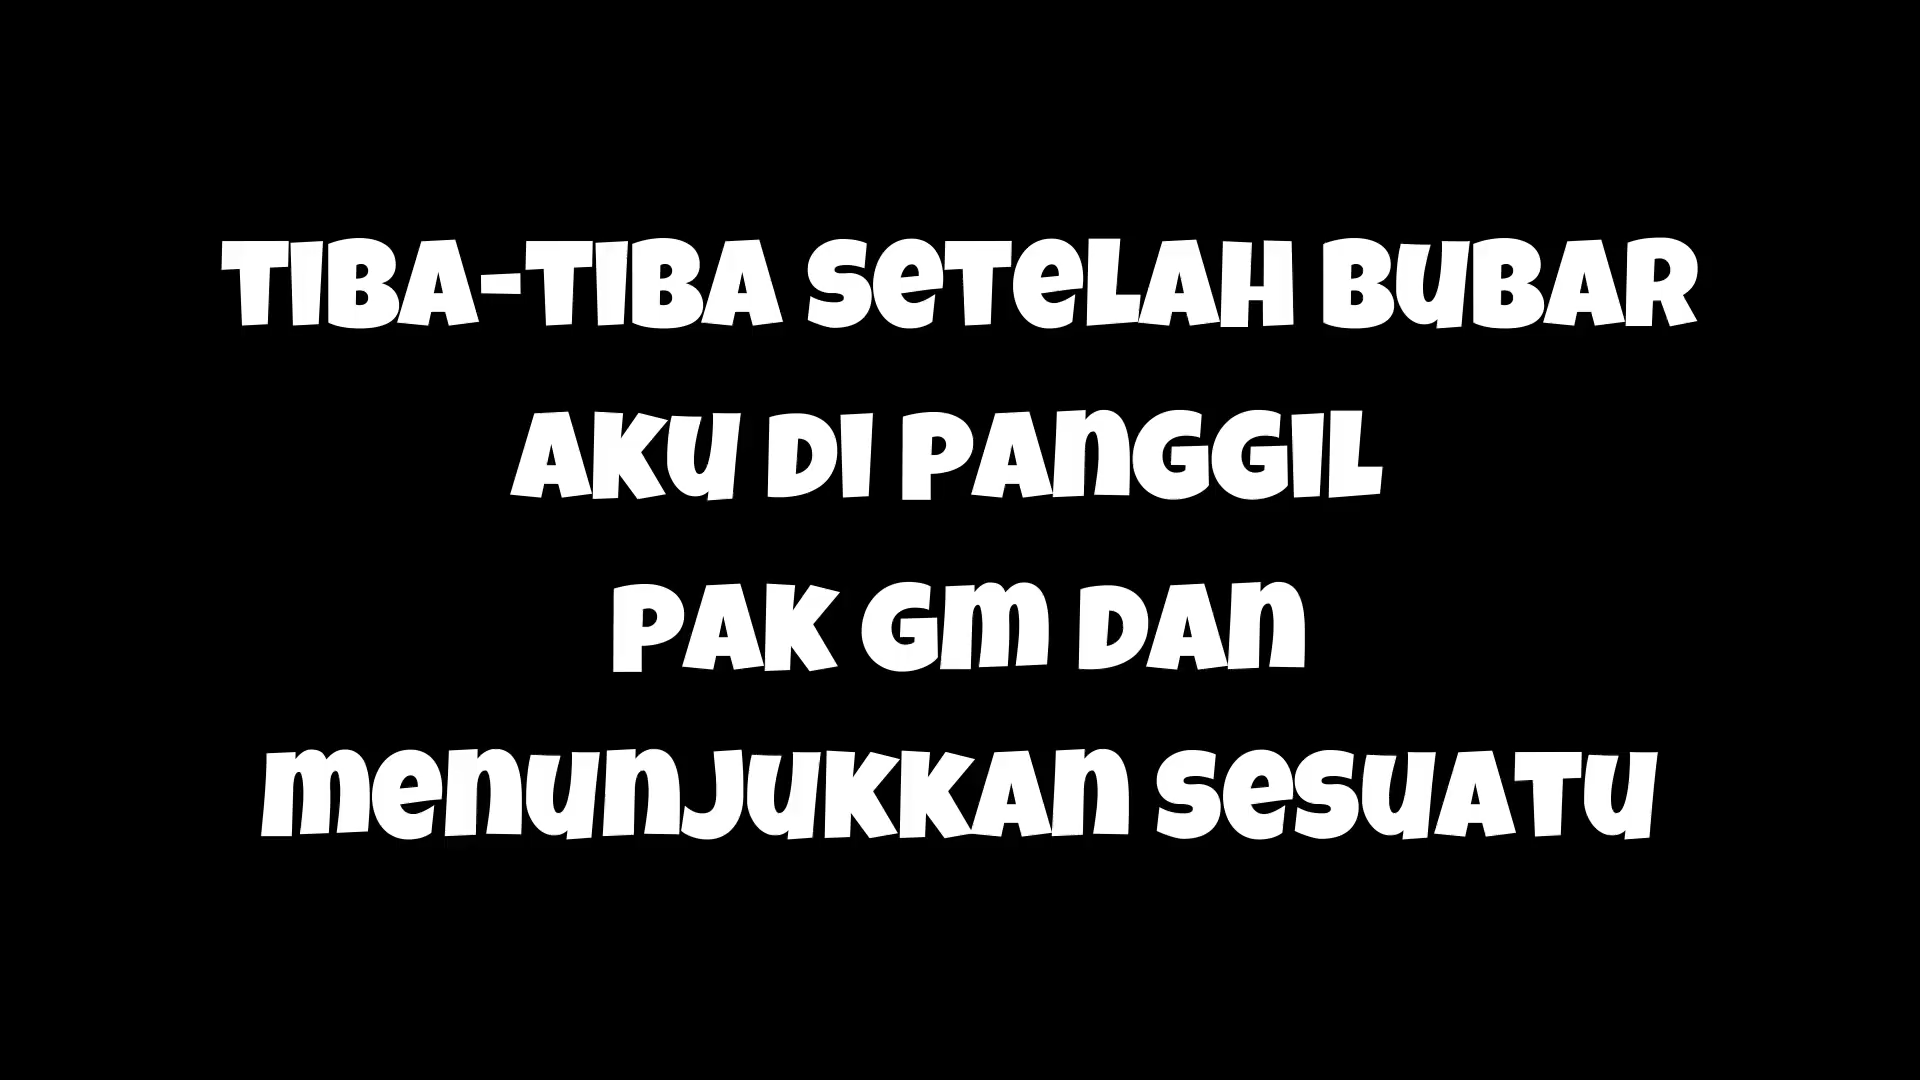 TIBA-TIBA SETELAH BUBAR
AKU DI PANGGIL
PAK GM DAN
MENUNJUKKAN SESUATU